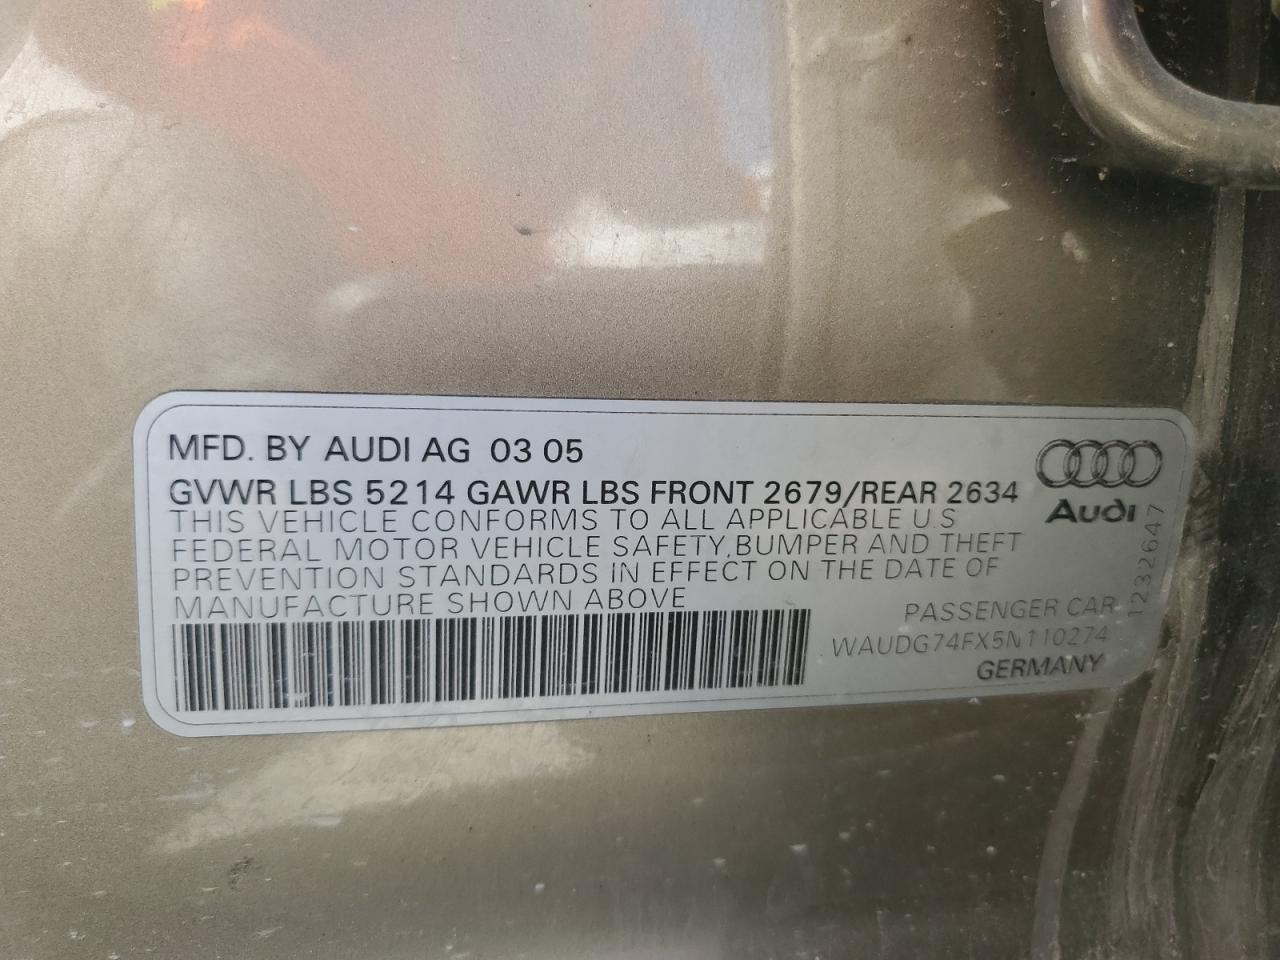 MFD. BY AUDI AG 03 05
GVWR LBS 5214 GAWR LBS FRONT 2679/REAR 2634
THIS VEHICLE CONFORMS TO ALL APPLICABLE U.S
FEDERAL MOTOR VEHICLE SAFETY,BUMPER AND THEFT
PREVENTION STANDARDS IN EFFECT ON THE DATE OF
MANUFACTURE SHOWN ABOVE
Audi
1232647
PASSENGER CAR
WAUDG74FX5N110274
GERMANY